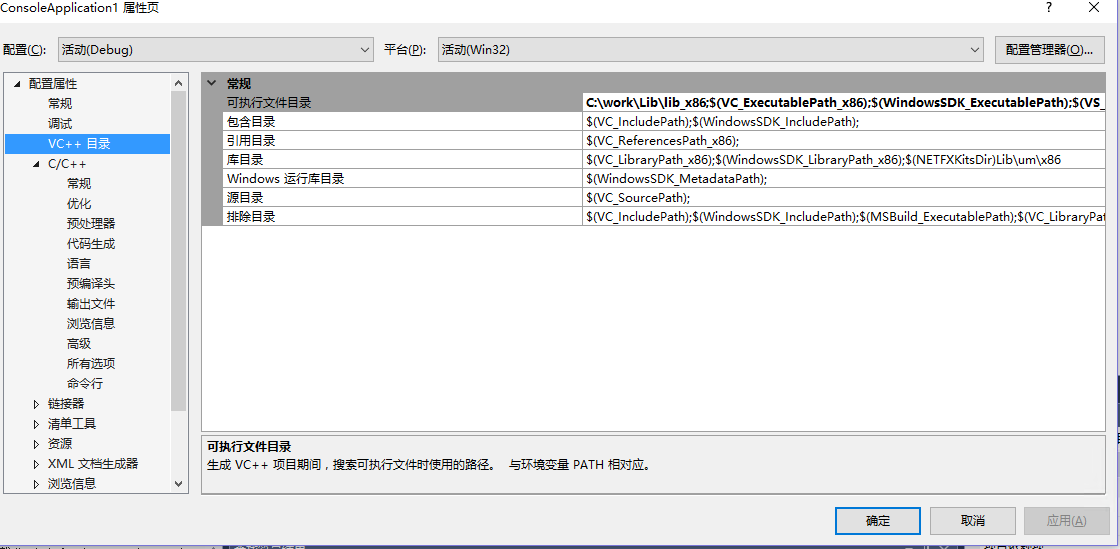 ConsoleApplication1 属性页
配置(C): 活动(Debug) 平台(P): 活动(Win32) 配置管理器(O)...
配置属性
常规
调试
VC++ 目录
C/C++
常规
优化
预处理器
代码生成
语言
预编译头
输出文件
浏览信息
高级
所有选项
命令行
链接器
清单工具
资源
XML 文档生成器
浏览信息
常规
可执行文件目录 C:\work\Lib\lib_x86;$(VC_ExecutablePath_x86);$(WindowsSDK_ExecutablePath);$(VS_
包含目录 $(VC_IncludePath);$(WindowsSDK_IncludePath);
引用目录 $(VC_ReferencesPath_x86);
库目录 $(VC_LibraryPath_x86);$(WindowsSDK_LibraryPath_x86);$(NETFXKitsDir)Lib\um\x86
Windows 运行库目录 $(WindowsSDK_MetadataPath);
源目录 $(VC_SourcePath);
排除目录 $(VC_IncludePath);$(WindowsSDK_IncludePath);$(MSBuild_ExecutablePath);$(VC_LibraryPat
可执行文件目录
生成 VC++ 项目期间，搜索可执行文件时使用的路径。 与环境变量 PATH 相对应。
确定 取消 应用(A)